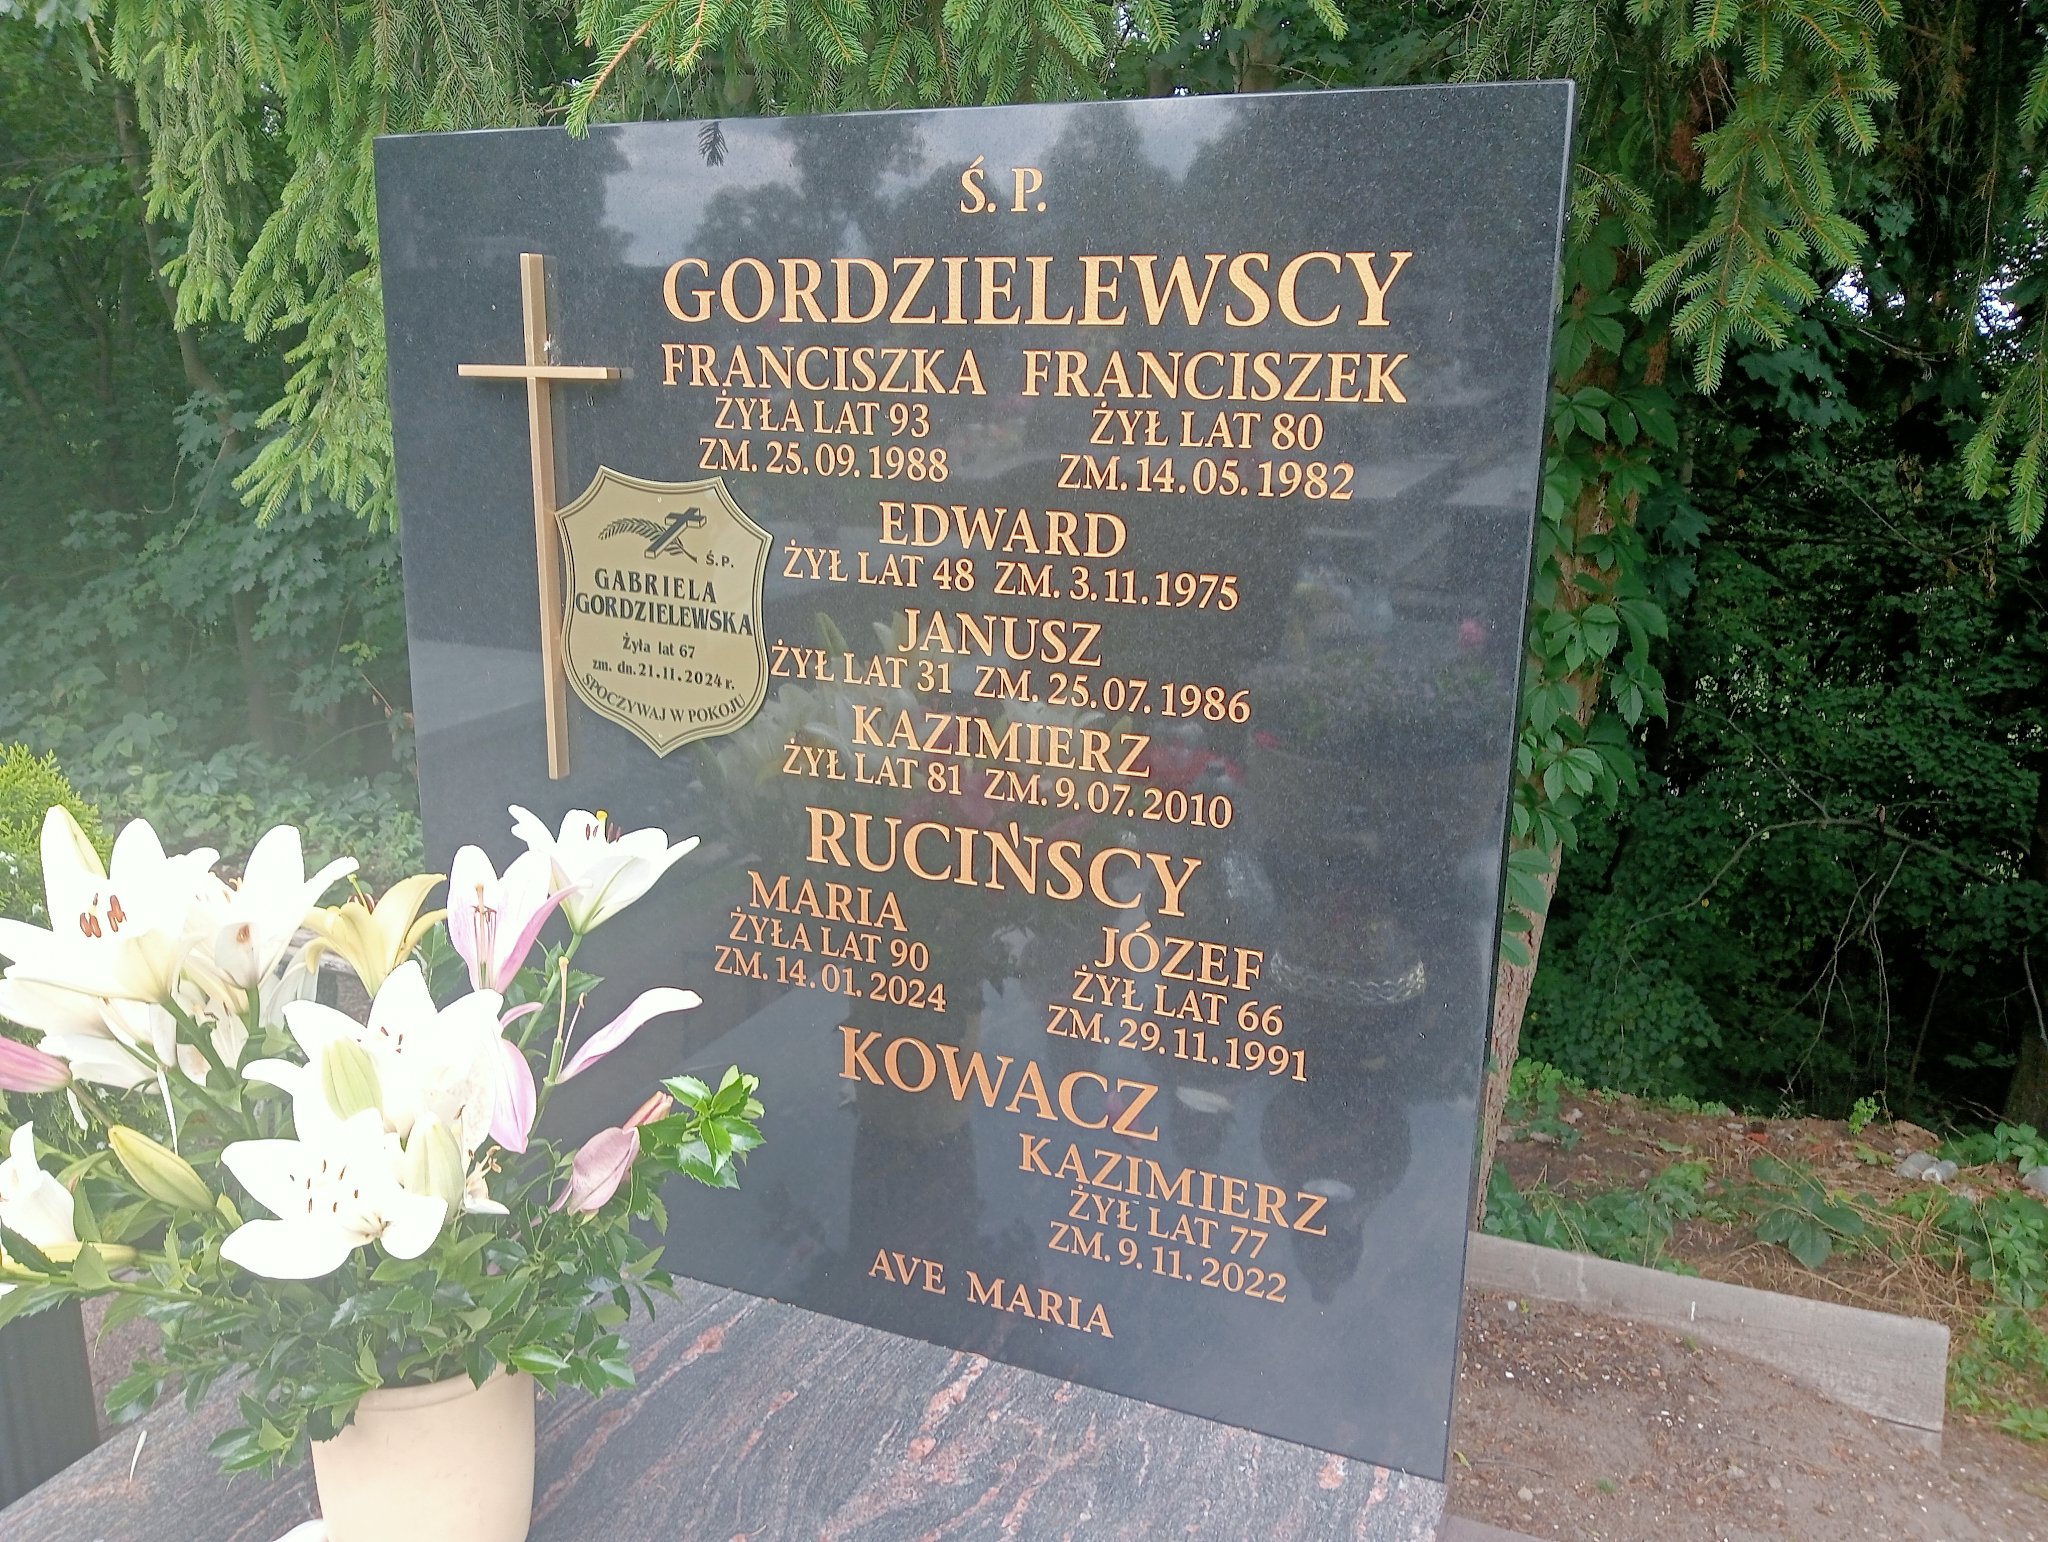 Ś. P.
GORDZIELEWSCY
FRANCISZKA FRANCISZEK
ŻYŁA LAT 93 ŻYŁ LAT 80
ZM. 25.09.1988 ZM. 14.05.1982
EDWARD
ŻYŁ LAT 48 ZM. 3.11.1975
JANUSZ
ŻYŁ LAT 31 ZM. 25.07.1986
KAZIMIERZ
ŻYŁ LAT 81 ZM. 9.07.2010
Ś.P.
GABRIELA
GORDZIELEWSKA
Żyła lat 67
zm. dn. 21.11.2024 r.
SPOCZYWAJ W POKOJU
RUCIŃSCY
MARIA JÓZEF
ŻYŁA LAT 90 ŻYŁ LAT 66
ZM. 14.01.2024 ZM. 29.11.1991
KOWACZ
KAZIMIERZ
ŻYŁ LAT 77
ZM. 9.11.2022
AVE MARIA